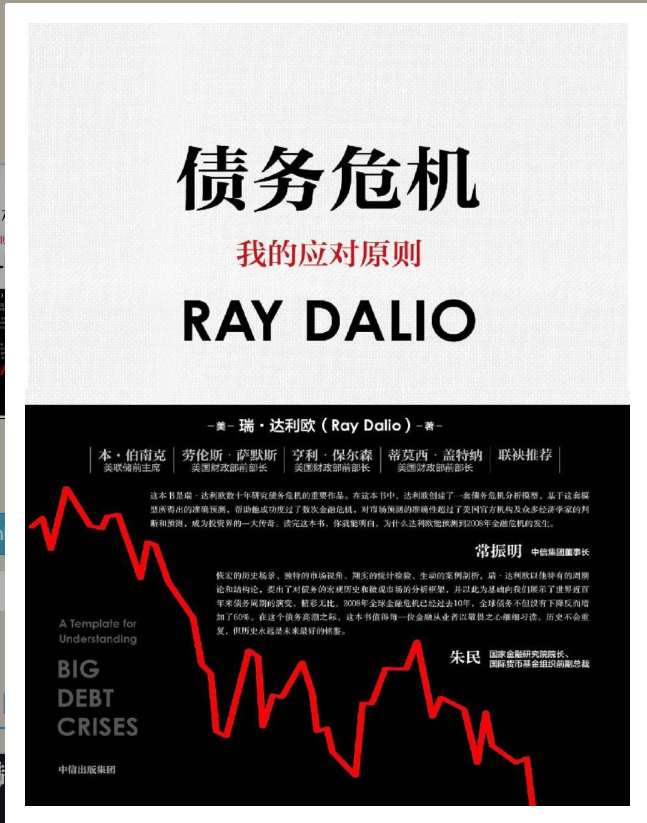 债务危机
我的应对原则
RAY DALIO
美 瑞·达利欧（Ray Dalio） 著
本·伯南克 劳伦斯·萨默斯 亨利·保尔森 蒂莫西·盖特纳 联袂推荐
美联储前主席 美国财政部前部长 美国财政部前部长 美国财政部前部长
这本书是瑞·达利欧数十年研究债务危机的重要作品。在这本书中，达利欧创建了一套债务危机分析模型，基于这套模
型所得出的准确预测，帮助他成功度过了数次金融危机，对市场预测的准确性超过了美国官方机构及众多经济学家的判
断和预测，成为投资界的一大传奇。读完这本书，你就能明白，为什么达利欧能预测到2008年金融危机的发生。
常振明 中信集团董事长
恢宏的历史场景、独特的市场视角、翔实的统计检验、生动的案例剖析，瑞·达利欧以他特有的周期
论和结构论，提出了对债务的宏观历史和微观市场的分析框架，并以此为基础向我们展示了世界近百
年来债务周期的演变，精彩无比。2008年全球金融危机已经过去10年，全球债务不但没有下降反而增
加了60%。在这个债务高潮之际，这本书值得每一位金融从业者以敬畏之心细细习读。历史不会重
复，但历史永远是未来最好的铭鉴。
朱民 国家金融研究院院长、
国际货币基金组织前副总裁
A Template for
Understanding
BIG
DEBT
CRISES
中信出版集团